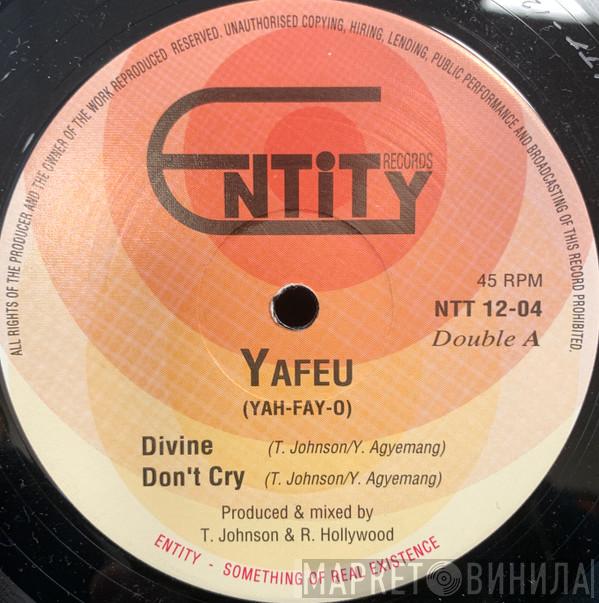 ALL RIGHTS OF THE PRODUCER AND THE OWNER OF THE WORK REPRODUCED RESERVED. UNAUTHORISED COPYING, HIRING, LENDING, PUBLIC PERFORMANCE AND BROADCASTING OF THIS RECORD PROHIBITED.
ENTiTY RECORDS
45 RPM
NTT 12-04
Double A
YAFEU
(YAH-FAY-O)
Divine (T. Johnson/Y. Agyemang)
Don't Cry (T. Johnson/Y. Agyemang)
Produced & mixed by
T. Johnson & R. Hollywood
ENTITY - SOMETHING OF REAL EXISTENCE
МАРКЕТ ВИНИЛА